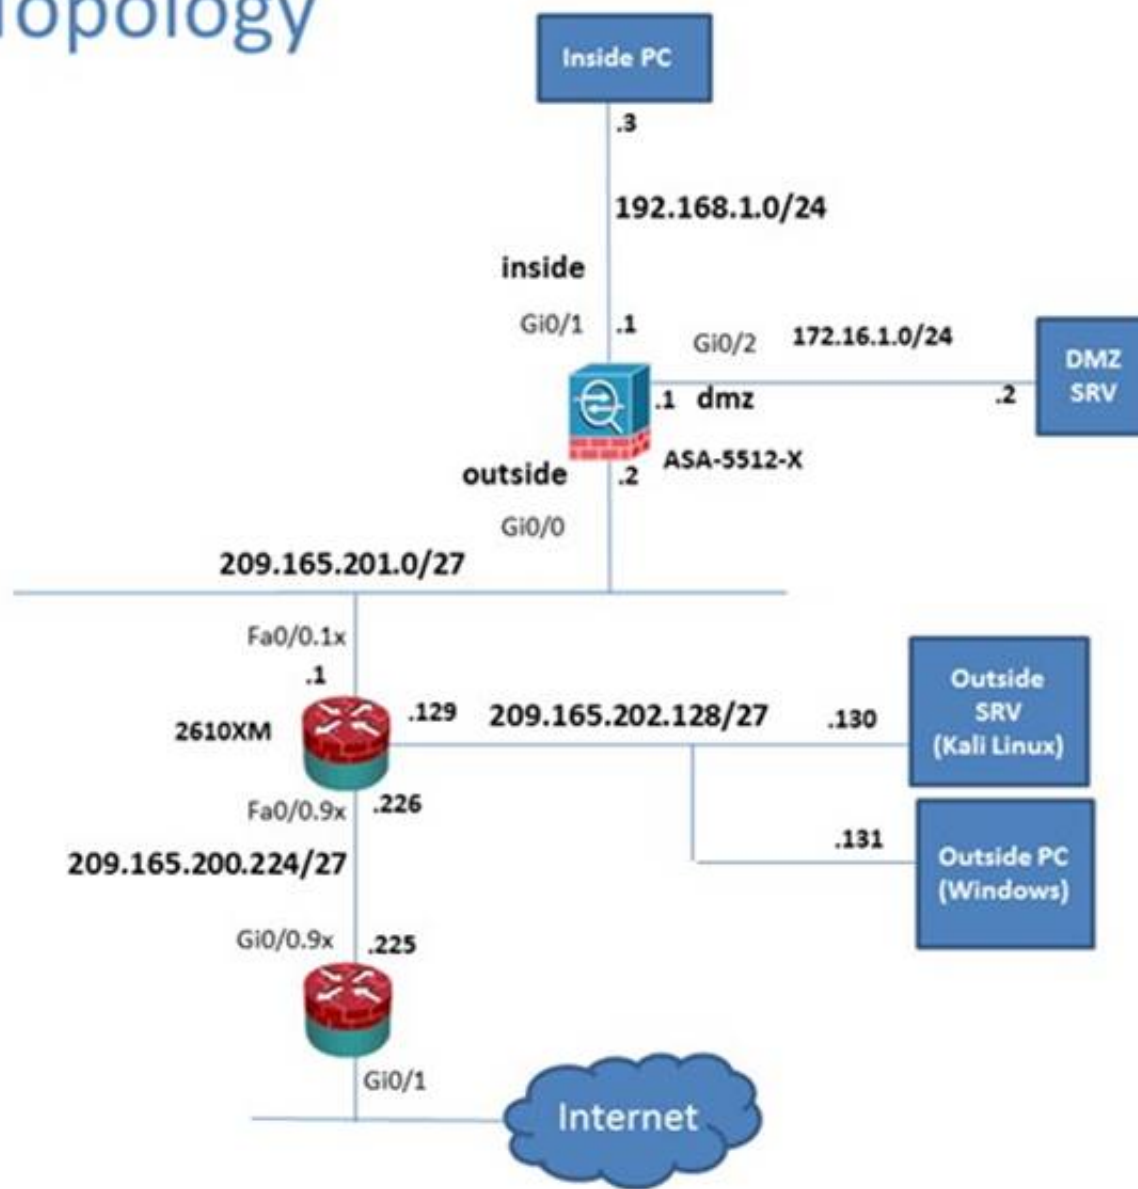 Topology
Inside PC
.3
192.168.1.0/24
inside
Gi0/1 .1
Gi0/2 172.16.1.0/24
DMZ
SRV
.1 dmz .2
ASA-5512-X
outside .2
Gi0/0
209.165.201.0/27
Fa0/0.1x
.1
2610XM
.129 209.165.202.128/27 .130
Outside
SRV
(Kali Linux)
Fa0/0.9x .226
209.165.200.224/27
.131
Outside PC
(Windows)
Gi0/0.9x .225
Gi0/1
Internet